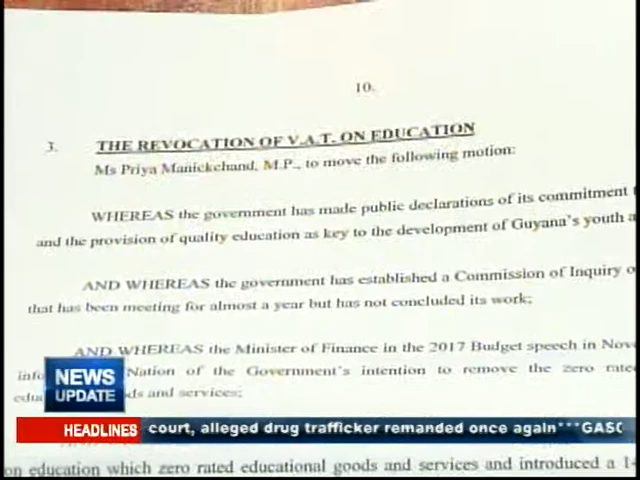 10.
3. THE REVOCATION OF V.A.T. ON EDUCATION
Ms Priya Manickchand, M.P., to move the following motion:
WHEREAS the government has made public declarations of its commitment
and the provision of quality education as key to the development of Guyana's youth a
AND WHEREAS the government has established a Commission of Inquiry o
that has been meeting for almost a year but has not concluded its work;
AND WHEREAS the Minister of Finance in the 2017 Budget speech in Nov
info Nation of the Government's intention to remove the zero rate
edu ds and services;
NEWS
UPDATE
HEADLINES court, alleged drug trafficker remanded once again***GASC
on education which zero rated educational goods and services and introduced a 1